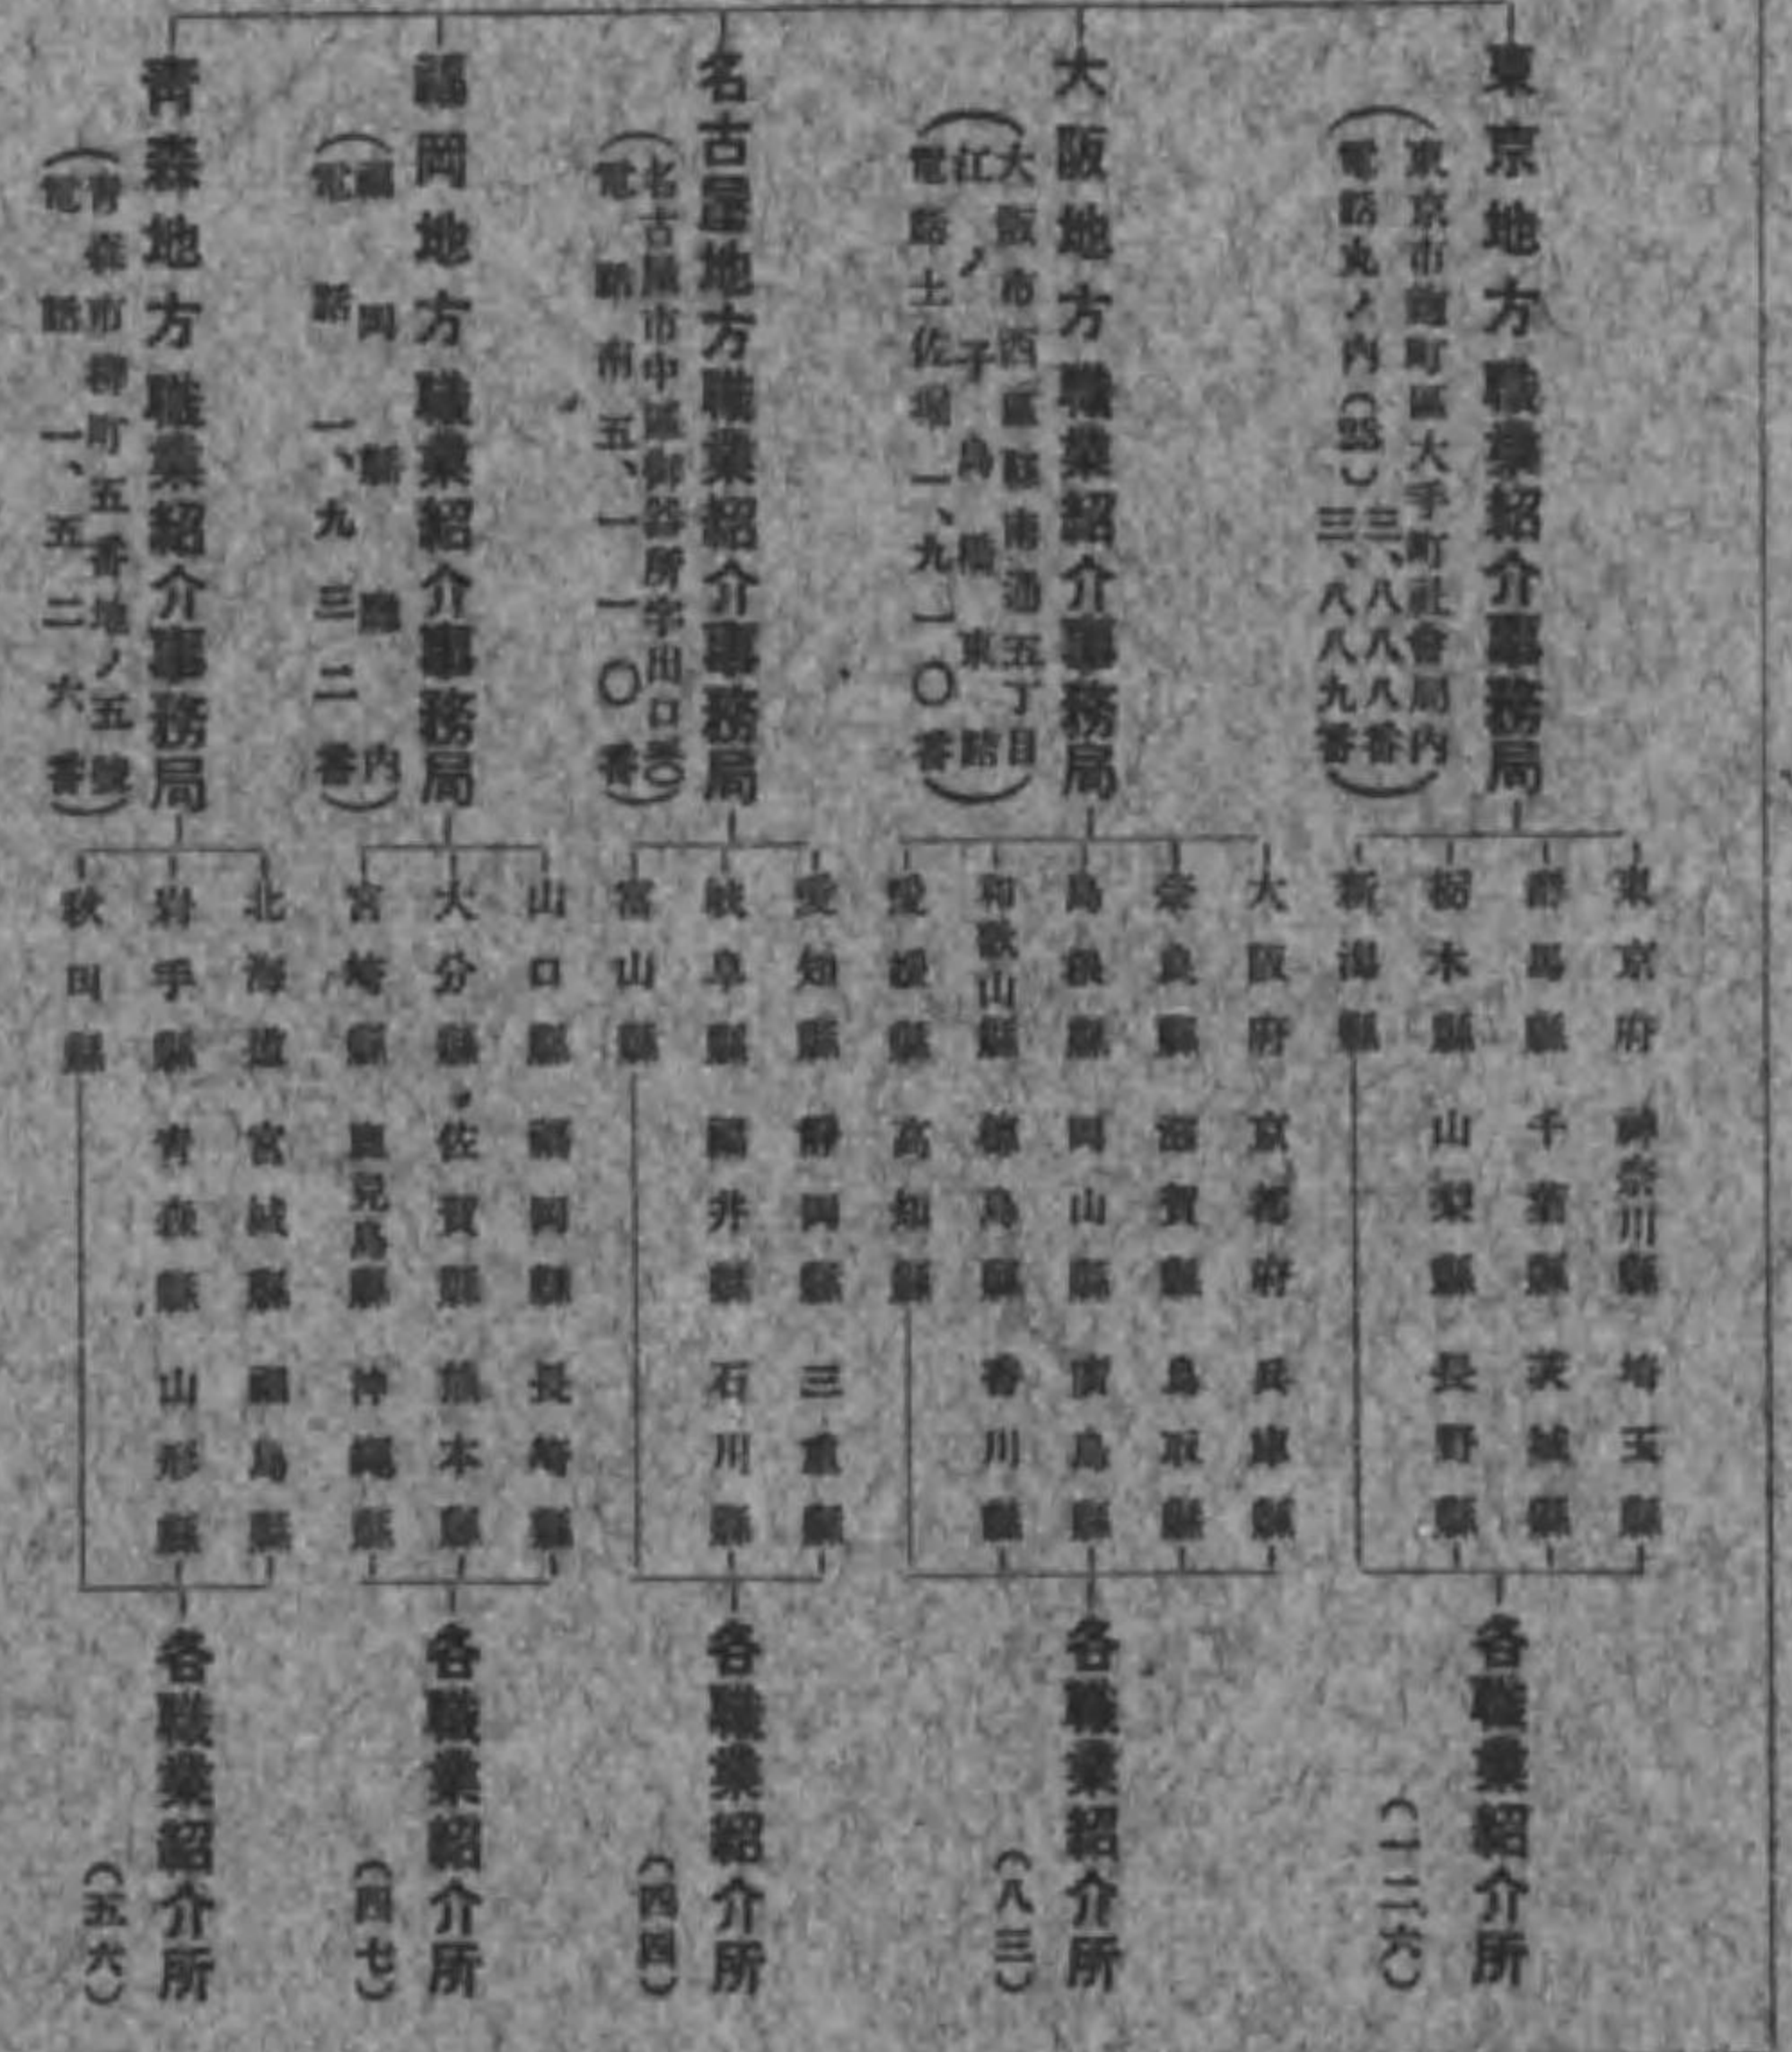 東京地方職業紹介事務局
東京市麴町區大手町社會局内
電話丸ノ内(23)三、八八八番
三、八八九番
東京府 神奈川縣 埼玉縣
群馬縣 千葉縣 茨城縣
栃木縣 山梨縣 長野縣
新潟縣
各職業紹介所
(一二六)
大阪地方職業紹介事務局
大阪市西區 南通五丁目
江ノ子島橋東詰
電話土佐堀一、九一〇番
大阪府 京都府 兵庫縣
奈良縣 滋賀縣 鳥取縣
島根縣 岡山縣 廣島縣
和歌山縣 德島縣 香川縣
愛媛縣 高知縣
各職業紹介所
(八三)
名古屋地方職業紹介事務局
名古屋市中區御器所字田口
電話南五、一一一〇番
愛知縣 靜岡縣 三重縣
岐阜縣 福井縣 石川縣
富山縣
各職業紹介所
(四四)
福岡地方職業紹介事務局
福岡縣廳内
電話一、九三二番
山口縣 福岡縣 長崎縣
大分縣 佐賀縣 熊本縣
宮崎縣 鹿兒島縣 沖繩縣
各職業紹介所
(四七)
靑森地方職業紹介事務局
靑森市柳町五番地ノ五號
電話一、五二六番
北海道 宮城縣 福島縣
岩手縣 靑森縣 山形縣
秋田縣
各職業紹介所
(五六)